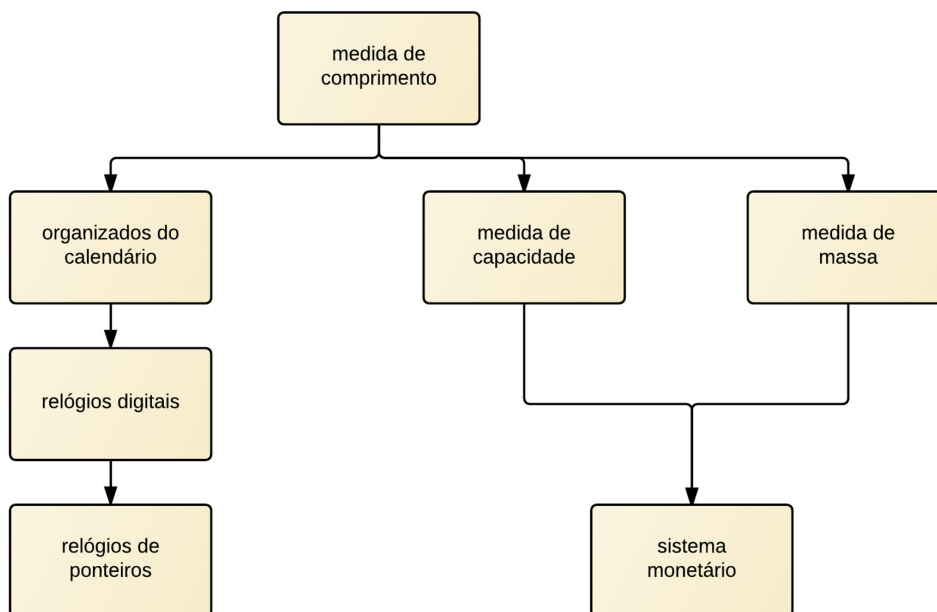 medida de
comprimento
organizados do
calendário
medida de
capacidade
medida de
massa
relógios digitais
relógios de
ponteiros
sistema
monetário